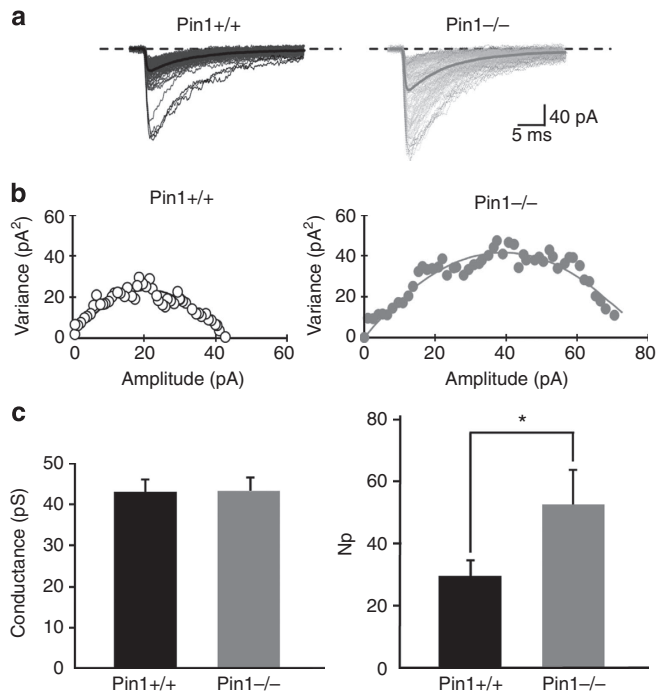 a
Pin1+/+
Pin1–/–
40 pA
5 ms
b
Pin1+/+
Variance (pA²)
60
40
20
0
0
20
40
60
Amplitude (pA)
Pin1–/–
Variance (pA²)
60
40
20
0
0
20
40
60
80
Amplitude (pA)
c
Conductance (pS)
50
40
30
20
10
0
Pin1+/+
Pin1–/–
Np
80
60
40
20
0
*
Pin1+/+
Pin1–/–